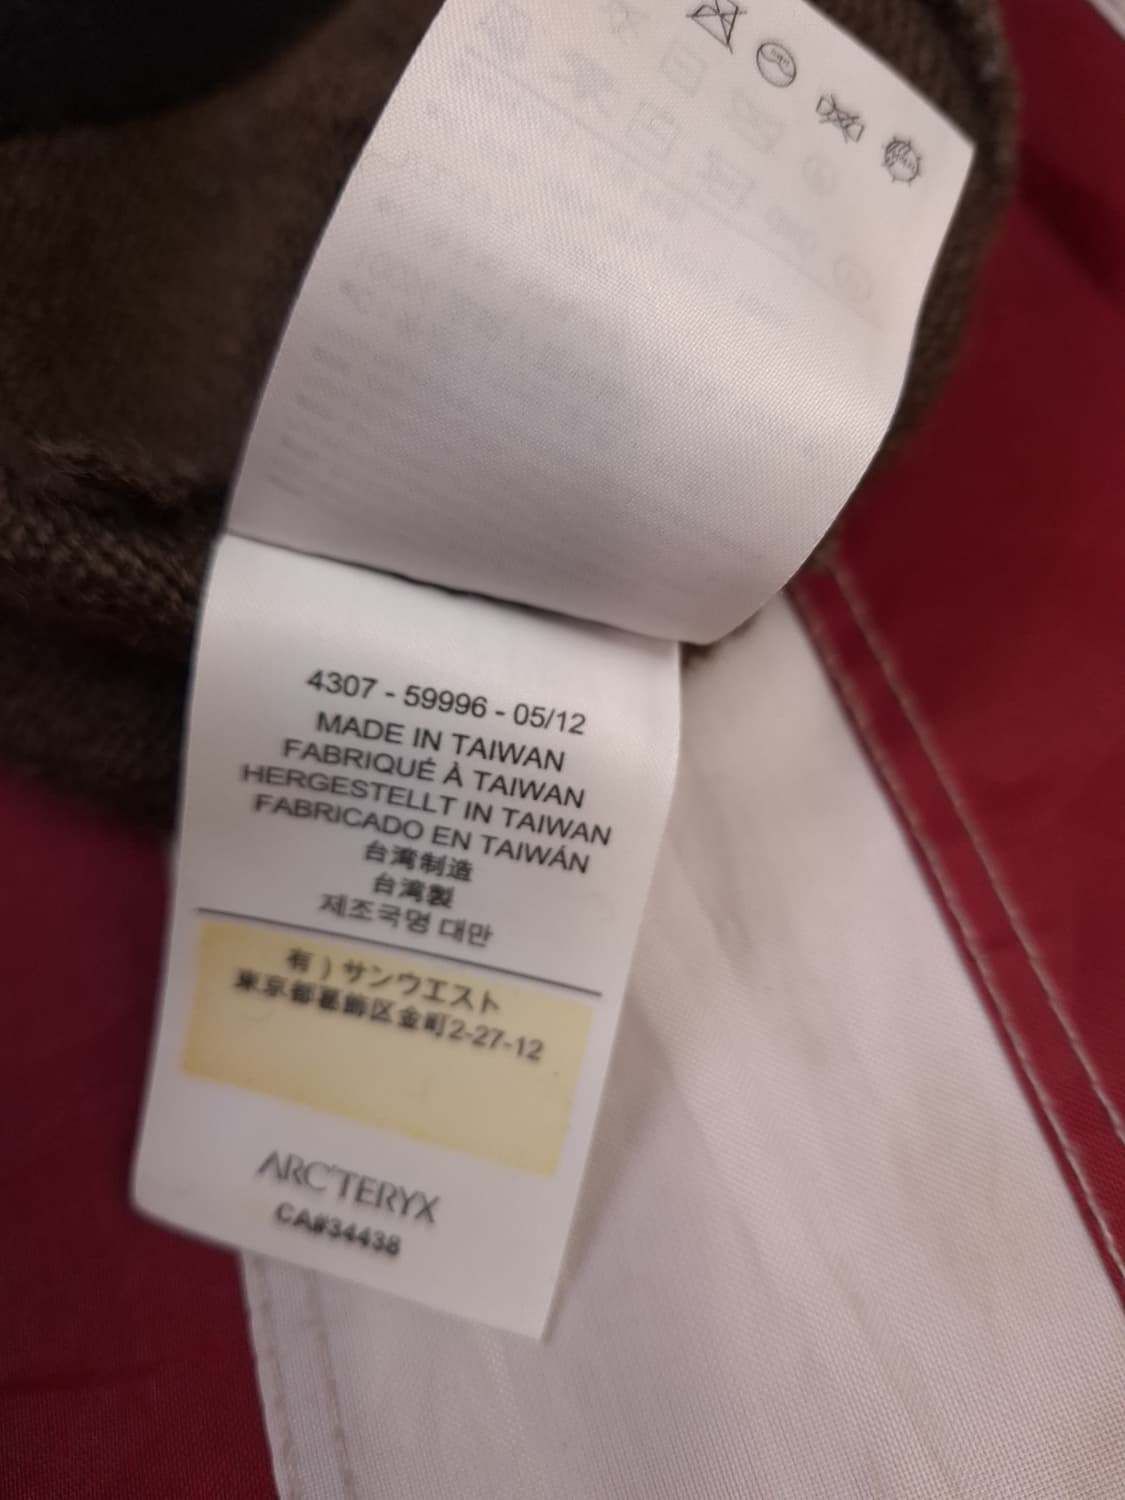 4307 - 59996 - 05/12
MADE IN TAIWAN
FABRIQUÉ À TAIWAN
HERGESTELLT IN TAIWAN
FABRICADO EN TAIWÁN
台湾制造
台湾製
제조국명 대만
有）サンウエスト
東京都葛飾区金町2-27-12
ARC'TERYX
CA#34438